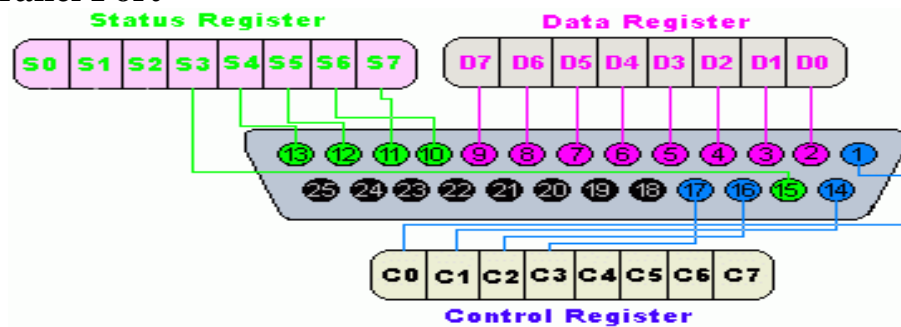 Status Register Data Register
S0 S1 S2 S3 S4 S5 S6 S7 D7 D6 D5 D4 D3 D2 D1 D0
13 12 11 10 9 8 7 6 5 4 3 2 1
25 24 23 22 21 20 19 18 17 16 15 14
C0 C1 C2 C3 C4 C5 C6 C7
Control Register